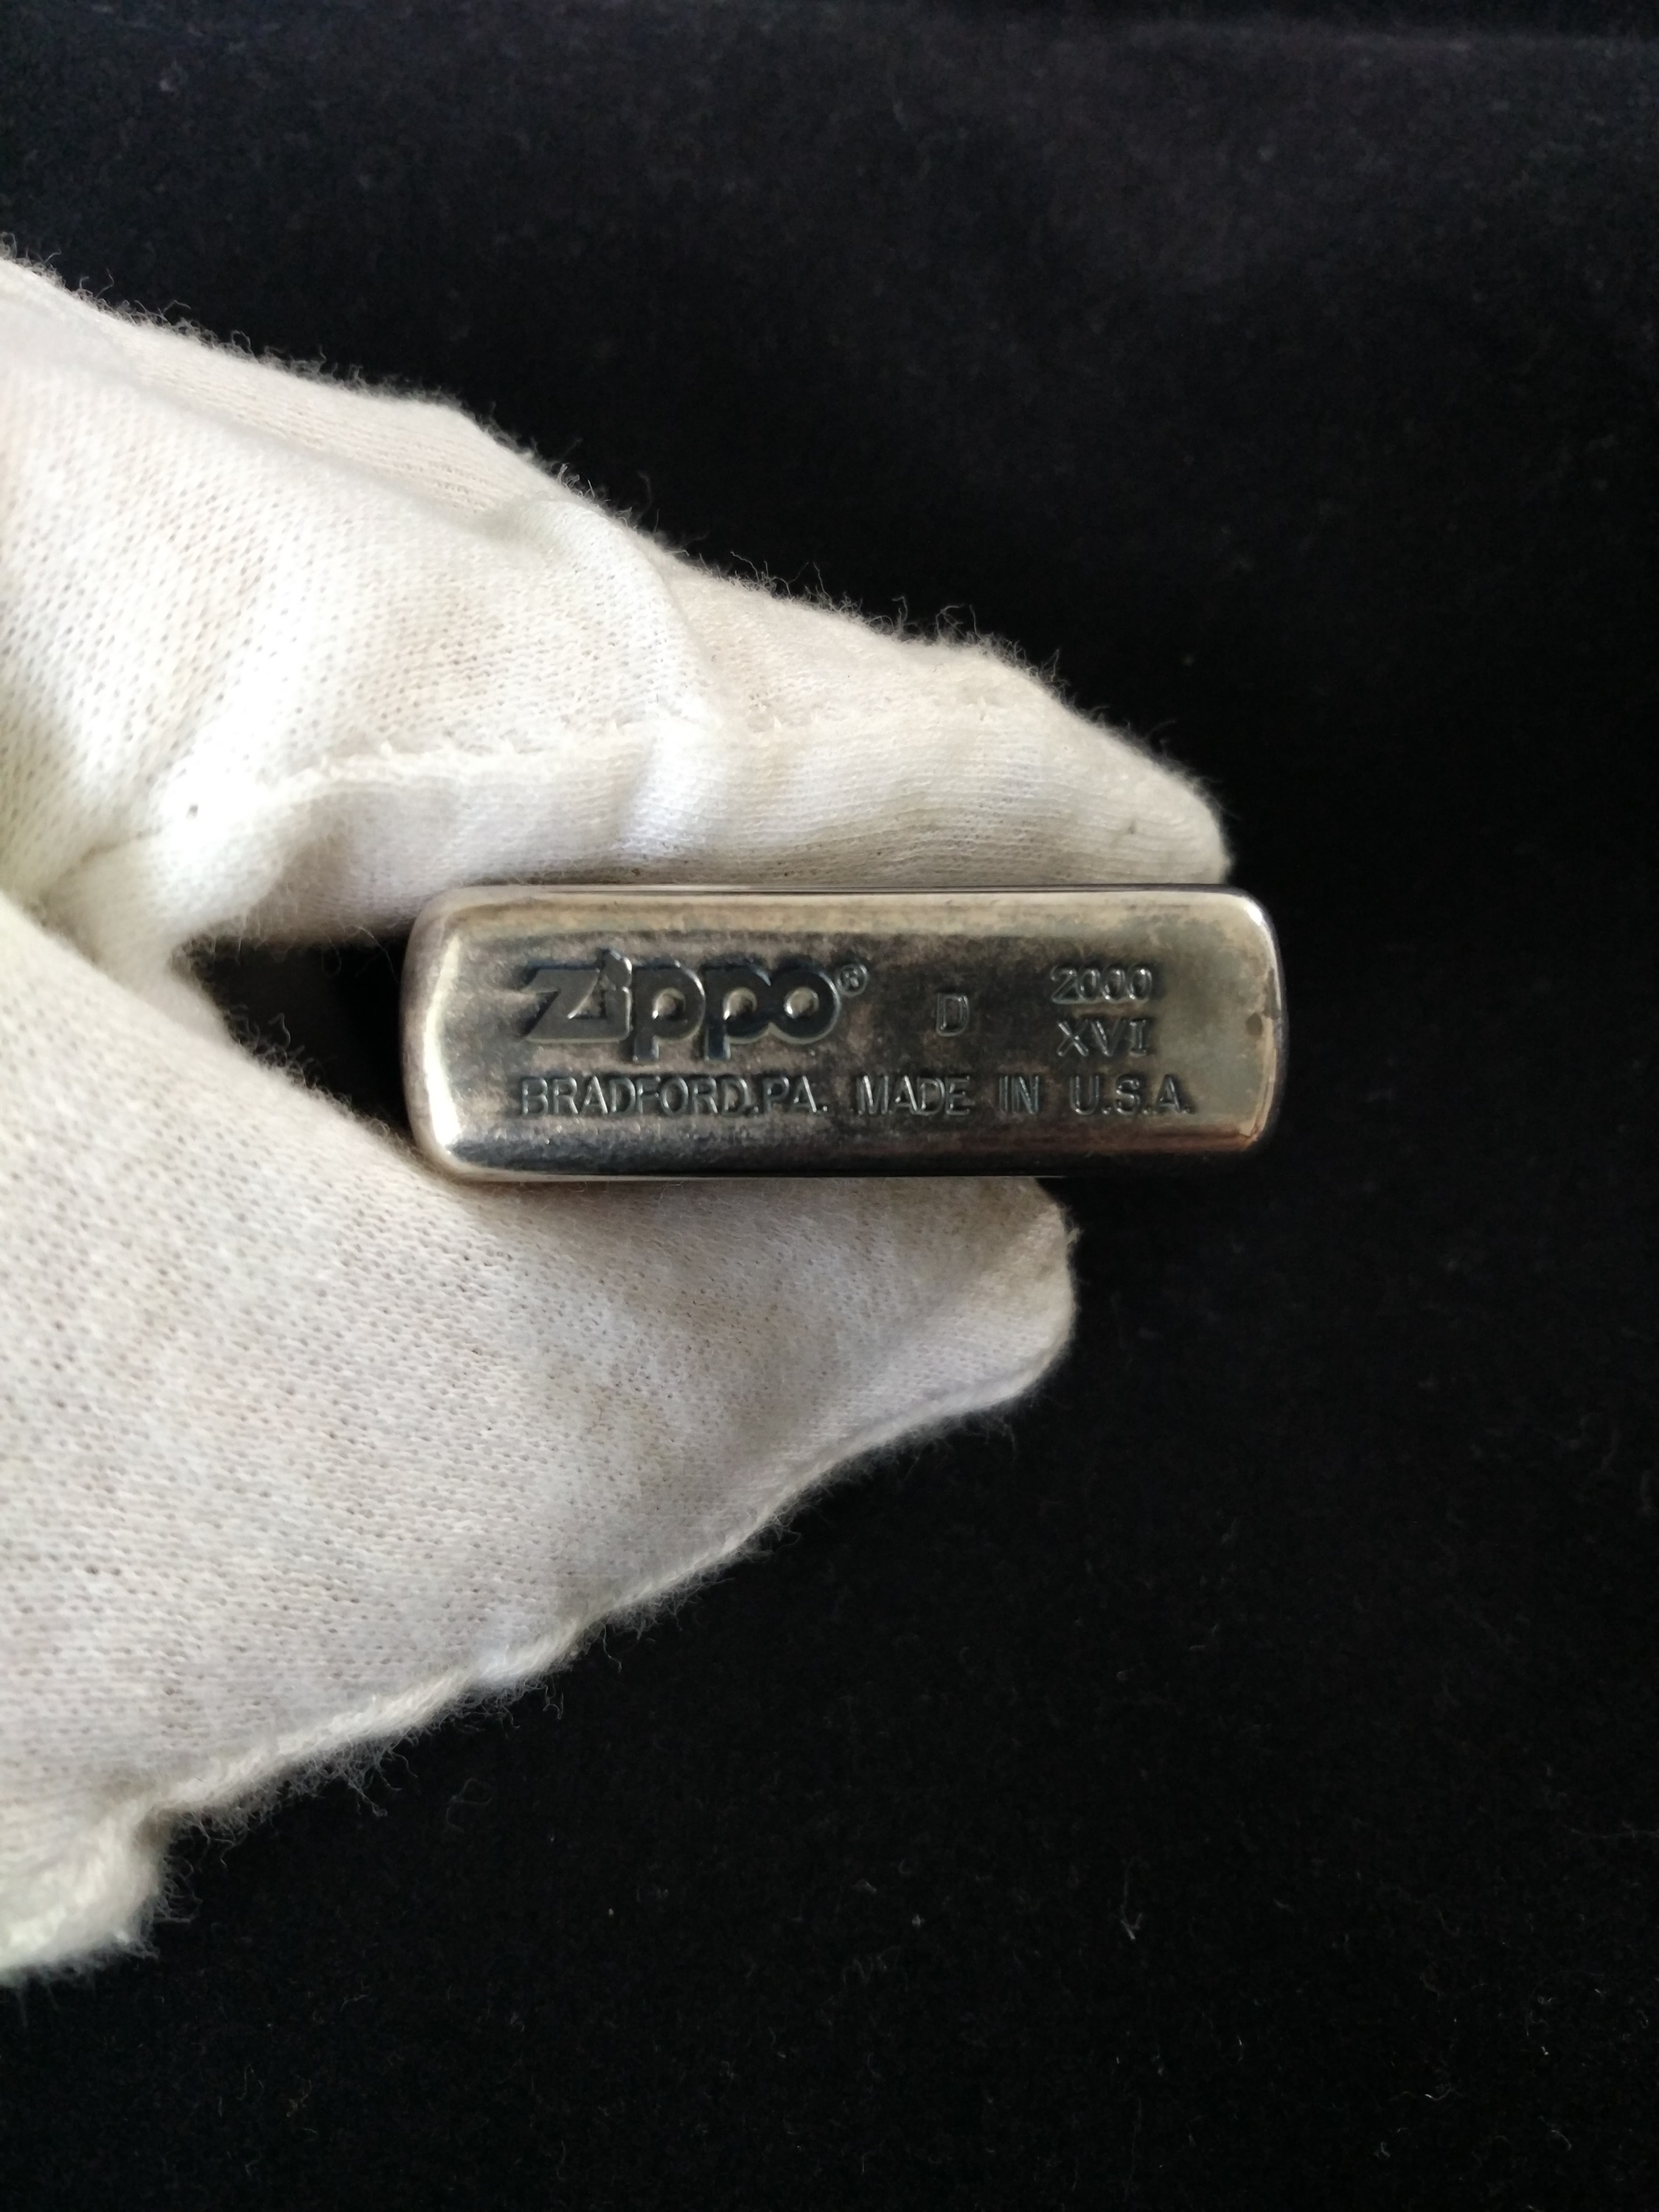 Zippo® D 2000
XVI
BRADFORD,PA. MADE IN U.S.A.